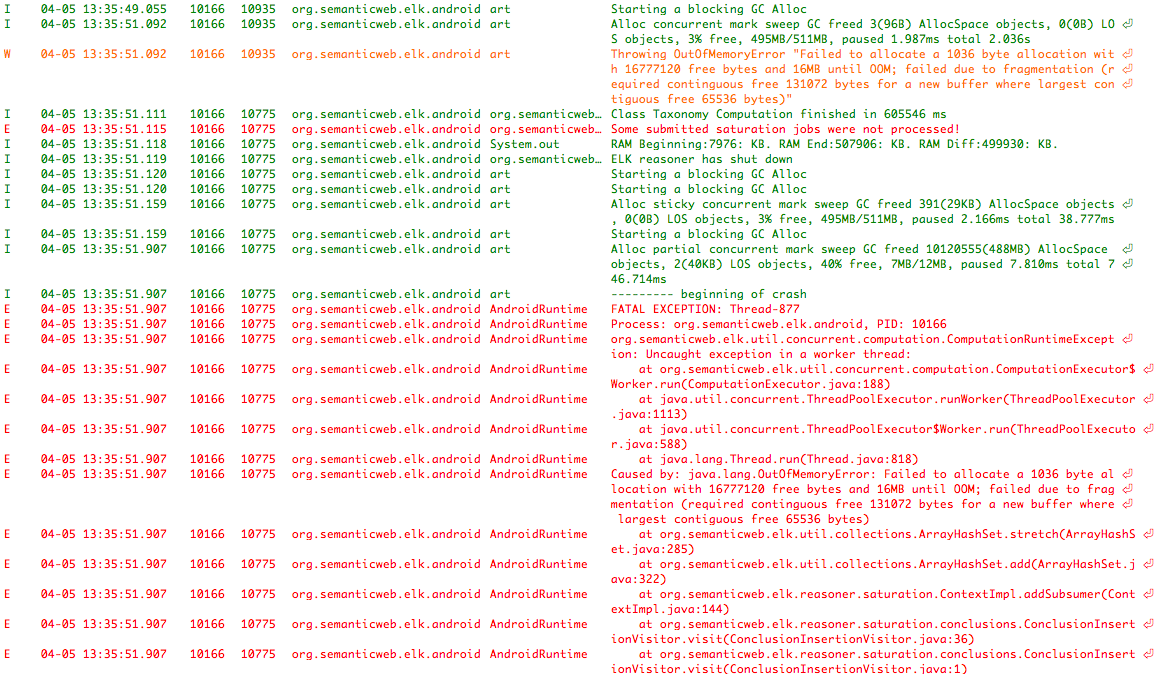 I 04-05 13:35:49.055 10166 10935 org.semanticweb.elk.android art Starting a blocking GC Alloc
I 04-05 13:35:51.092 10166 10935 org.semanticweb.elk.android art Alloc concurrent mark sweep GC freed 3(96B) AllocSpace objects, 0(0B) LO ⏎
S objects, 3% free, 495MB/511MB, paused 1.987ms total 2.036s
W 04-05 13:35:51.092 10166 10935 org.semanticweb.elk.android art Throwing OutOfMemoryError "Failed to allocate a 1036 byte allocation wit ⏎
h 16777120 free bytes and 16MB until OOM; failed due to fragmentation (r ⏎
equired continguous free 131072 bytes for a new buffer where largest con ⏎
tiguous free 65536 bytes)"
I 04-05 13:35:51.111 10166 10775 org.semanticweb.elk.android org.semanticweb… Class Taxonomy Computation finished in 605546 ms
E 04-05 13:35:51.115 10166 10775 org.semanticweb.elk.android org.semanticweb… Some submitted saturation jobs were not processed!
I 04-05 13:35:51.118 10166 10775 org.semanticweb.elk.android System.out RAM Beginning:7976: KB. RAM End:507906: KB. RAM Diff:499930: KB.
I 04-05 13:35:51.119 10166 10775 org.semanticweb.elk.android org.semanticweb… ELK reasoner has shut down
I 04-05 13:35:51.120 10166 10775 org.semanticweb.elk.android art Starting a blocking GC Alloc
I 04-05 13:35:51.120 10166 10775 org.semanticweb.elk.android art Starting a blocking GC Alloc
I 04-05 13:35:51.159 10166 10775 org.semanticweb.elk.android art Alloc sticky concurrent mark sweep GC freed 391(29KB) AllocSpace objects ⏎
, 0(0B) LOS objects, 3% free, 495MB/511MB, paused 2.166ms total 38.777ms
I 04-05 13:35:51.159 10166 10775 org.semanticweb.elk.android art Starting a blocking GC Alloc
I 04-05 13:35:51.907 10166 10775 org.semanticweb.elk.android art Alloc partial concurrent mark sweep GC freed 10120555(488MB) AllocSpace ⏎
objects, 2(40KB) LOS objects, 40% free, 7MB/12MB, paused 7.810ms total 7 ⏎
46.714ms
I 04-05 13:35:51.907 10166 10775 org.semanticweb.elk.android art --------- beginning of crash
E 04-05 13:35:51.907 10166 10775 org.semanticweb.elk.android AndroidRuntime FATAL EXCEPTION: Thread-877
E 04-05 13:35:51.907 10166 10775 org.semanticweb.elk.android AndroidRuntime Process: org.semanticweb.elk.android, PID: 10166
E 04-05 13:35:51.907 10166 10775 org.semanticweb.elk.android AndroidRuntime org.semanticweb.elk.util.concurrent.computation.ComputationRuntimeExcept ⏎
ion: Uncaught exception in a worker thread:
E 04-05 13:35:51.907 10166 10775 org.semanticweb.elk.android AndroidRuntime at org.semanticweb.elk.util.concurrent.computation.ComputationExecutor$ ⏎
Worker.run(ComputationExecutor.java:188)
E 04-05 13:35:51.907 10166 10775 org.semanticweb.elk.android AndroidRuntime at java.util.concurrent.ThreadPoolExecutor.runWorker(ThreadPoolExecutor ⏎
.java:1113)
E 04-05 13:35:51.907 10166 10775 org.semanticweb.elk.android AndroidRuntime at java.util.concurrent.ThreadPoolExecutor$Worker.run(ThreadPoolExecuto ⏎
r.java:588)
E 04-05 13:35:51.907 10166 10775 org.semanticweb.elk.android AndroidRuntime at java.lang.Thread.run(Thread.java:818)
E 04-05 13:35:51.907 10166 10775 org.semanticweb.elk.android AndroidRuntime Caused by: java.lang.OutOfMemoryError: Failed to allocate a 1036 byte al ⏎
location with 16777120 free bytes and 16MB until OOM; failed due to frag ⏎
mentation (required continguous free 131072 bytes for a new buffer where ⏎
largest contiguous free 65536 bytes)
E 04-05 13:35:51.907 10166 10775 org.semanticweb.elk.android AndroidRuntime at org.semanticweb.elk.util.collections.ArrayHashSet.stretch(ArrayHashS ⏎
et.java:285)
E 04-05 13:35:51.907 10166 10775 org.semanticweb.elk.android AndroidRuntime at org.semanticweb.elk.util.collections.ArrayHashSet.add(ArrayHashSet.j ⏎
ava:322)
E 04-05 13:35:51.907 10166 10775 org.semanticweb.elk.android AndroidRuntime at org.semanticweb.elk.reasoner.saturation.ContextImpl.addSubsumer(Cont ⏎
extImpl.java:144)
E 04-05 13:35:51.907 10166 10775 org.semanticweb.elk.android AndroidRuntime at org.semanticweb.elk.reasoner.saturation.conclusions.ConclusionInsert ⏎
ionVisitor.visit(ConclusionInsertionVisitor.java:36)
E 04-05 13:35:51.907 10166 10775 org.semanticweb.elk.android AndroidRuntime at org.semanticweb.elk.reasoner.saturation.conclusions.ConclusionInsert ⏎
ionVisitor.visit(ConclusionInsertionVisitor.java:1)